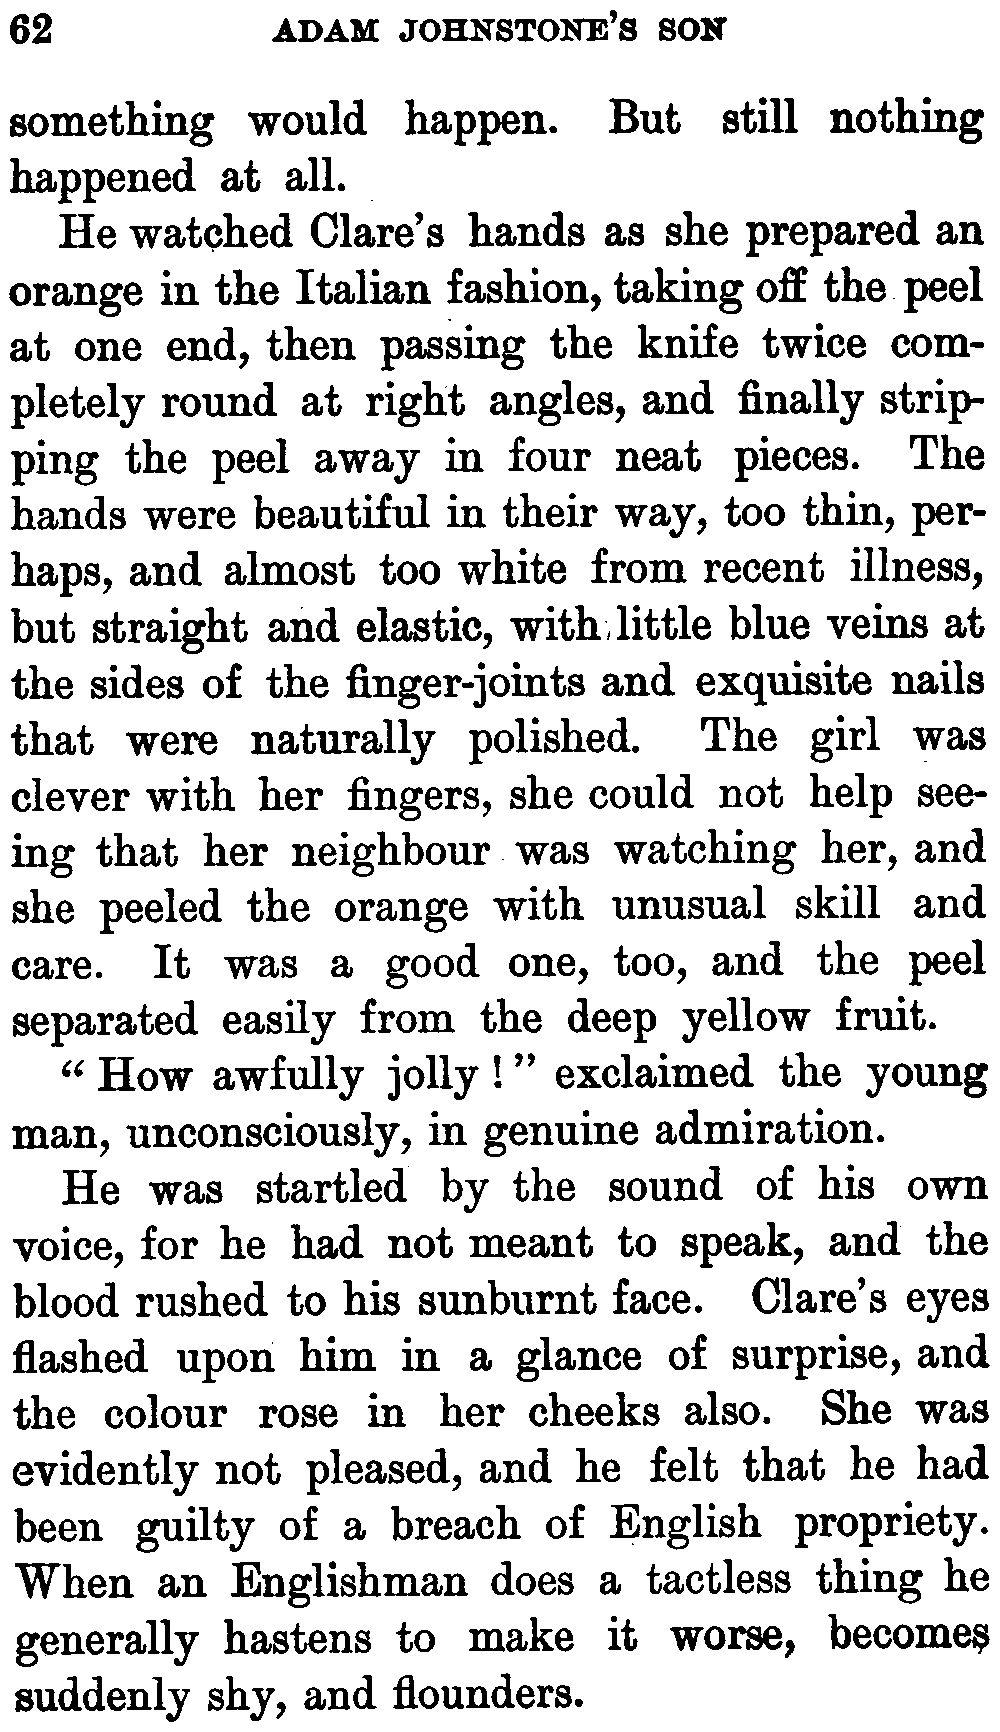 62 ADAM JOHNSTONE'S SON
something would happen. But still nothing
happened at all.
He watched Clare's hands as she prepared an
orange in the Italian fashion, taking off the peel
at one end, then passing the knife twice com-
pletely round at right angles, and finally strip-
ping the peel away in four neat pieces. The
hands were beautiful in their way, too thin, per-
haps, and almost too white from recent illness,
but straight and elastic, with little blue veins at
the sides of the finger-joints and exquisite nails
that were naturally polished. The girl was
clever with her fingers, she could not help see-
ing that her neighbour was watching her, and
she peeled the orange with unusual skill and
care. It was a good one, too, and the peel
separated easily from the deep yellow fruit.
“How awfully jolly!” exclaimed the young
man, unconsciously, in genuine admiration.
He was startled by the sound of his own
voice, for he had not meant to speak, and the
blood rushed to his sunburnt face. Clare's eyes
flashed upon him in a glance of surprise, and
the colour rose in her cheeks also. She was
evidently not pleased, and he felt that he had
been guilty of a breach of English propriety.
When an Englishman does a tactless thing he
generally hastens to make it worse, becomes
suddenly shy, and flounders.